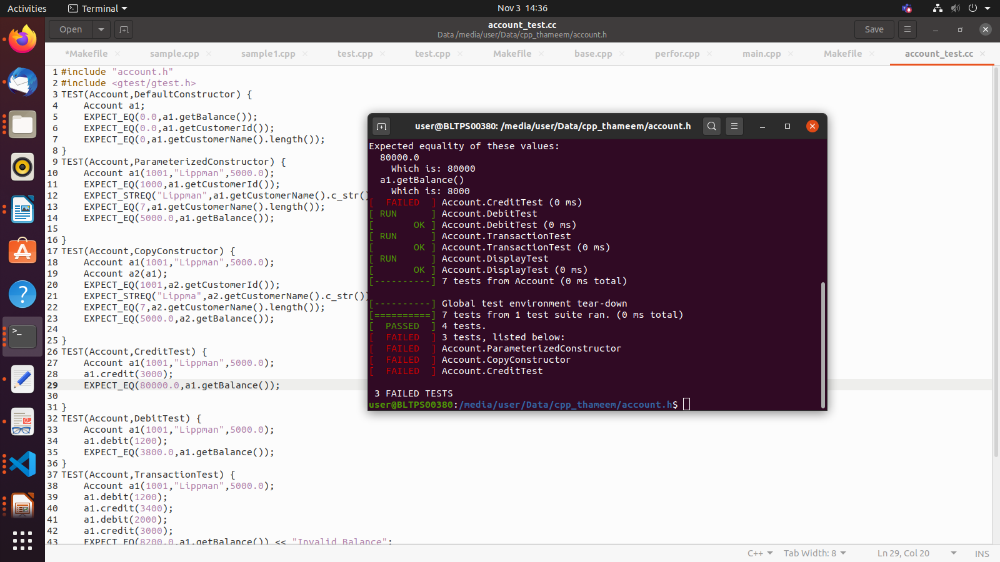 Activities
Terminal
Nov 3 14:36
Open
account_test.cc
Data /media/user/Data/cpp_thameem/account.h
Save
*Makefile
sample.cpp
sample1.cpp
test.cpp
test.cpp
Makefile
base.cpp
perfor.cpp
main.cpp
Makefile
account_test.cc
1 #include "account.h"
2 #include <gtest/gtest.h>
3 TEST(Account,DefaultConstructor) {
4 Account a1;
5 EXPECT_EQ(0.0,a1.getBalance());
6 EXPECT_EQ(0.0,a1.getCustomerId());
7 EXPECT_EQ(0,a1.getCustomerName().length());
8 }
9 TEST(Account,ParameterizedConstructor) {
10 Account a1(1001,"Lippman",5000.0);
11 EXPECT_EQ(1000,a1.getCustomerId());
12 EXPECT_STREQ("Lippman",a1.getCustomerName().c_str()
13 EXPECT_EQ(7,a1.getCustomerName().length());
14 EXPECT_EQ(5000.0,a1.getBalance());
15
16 }
17 TEST(Account,CopyConstructor) {
18 Account a1(1001,"Lippman",5000.0);
19 Account a2(a1);
20 EXPECT_EQ(1001,a2.getCustomerId());
21 EXPECT_STREQ("Lippma",a2.getCustomerName().c_str())
22 EXPECT_EQ(7,a2.getCustomerName().length());
23 EXPECT_EQ(5000.0,a2.getBalance());
24
25 }
26 TEST(Account,CreditTest) {
27 Account a1(1001,"Lippman",5000.0);
28 a1.credit(3000);
29 EXPECT_EQ(80000.0,a1.getBalance());
30
31 }
32 TEST(Account,DebitTest) {
33 Account a1(1001,"Lippman",5000.0);
34 a1.debit(1200);
35 EXPECT_EQ(3800.0,a1.getBalance());
36 }
37 TEST(Account,TransactionTest) {
38 Account a1(1001,"Lippman",5000.0);
39 a1.debit(1200);
40 a1.credit(3400);
41 a1.debit(2000);
42 a1.credit(3000);
43 EXPECT_EQ(8200.0,a1.getBalance()) << "Invalid Balance";
user@BLTPS00380: /media/user/Data/cpp_thameem/account.h
Expected equality of these values:
80000.0
Which is: 80000
a1.getBalance()
Which is: 8000
[ FAILED ] Account.CreditTest (0 ms)
[ RUN ] Account.DebitTest
[ OK ] Account.DebitTest (0 ms)
[ RUN ] Account.TransactionTest
[ OK ] Account.TransactionTest (0 ms)
[ RUN ] Account.DisplayTest
[ OK ] Account.DisplayTest (0 ms)
[----------] 7 tests from Account (0 ms total)
[----------] Global test environment tear-down
[==========] 7 tests from 1 test suite ran. (0 ms total)
[ PASSED ] 4 tests.
[ FAILED ] 3 tests, listed below:
[ FAILED ] Account.ParameterizedConstructor
[ FAILED ] Account.CopyConstructor
[ FAILED ] Account.CreditTest
3 FAILED TESTS
user@BLTPS00380:/media/user/Data/cpp_thameem/account.h$
C++
Tab Width: 8
Ln 29, Col 20
INS